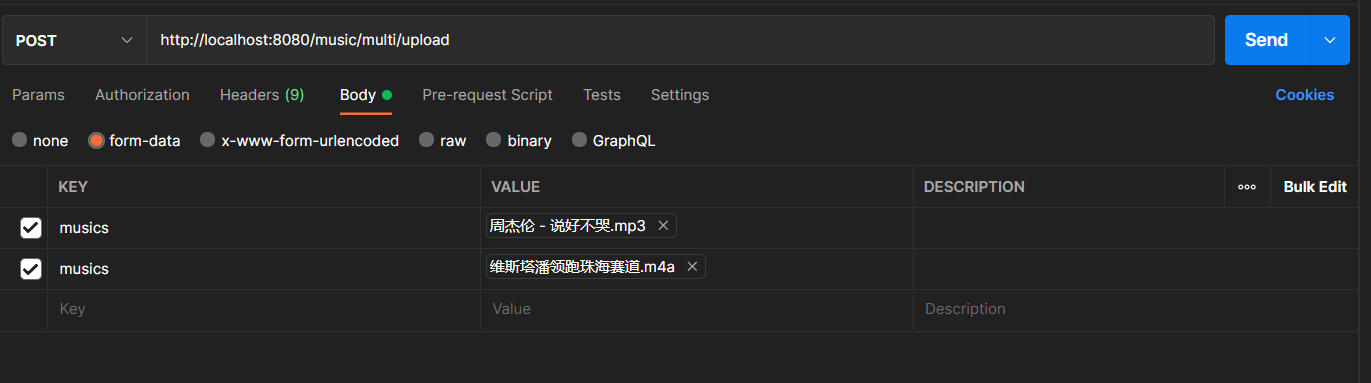 POST http://localhost:8080/music/multi/upload Send
Params Authorization Headers (9) Body Pre-request Script Tests Settings Cookies
none form-data x-www-form-urlencoded raw binary GraphQL
KEY VALUE DESCRIPTION Bulk Edit
musics 周杰伦 - 说好不哭.mp3
musics 维斯塔潘领跑珠海赛道.m4a
Key Value Description